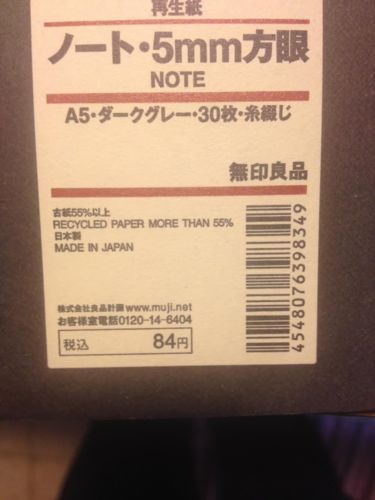 再生紙
ノート・5mm方眼
NOTE
A5・ダークグレー・30枚・糸綴じ
無印良品
古紙55%以上
RECYCLED PAPER MORE THAN 55%
日本製
MADE IN JAPAN
株式会社良品計画 www.muji.net
お客様室電話0120-14-6404
税込 84円
4548076398349